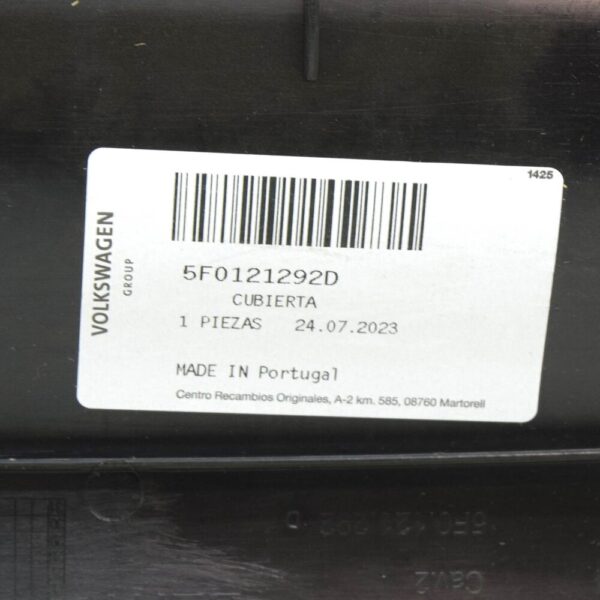 1425
VOLKSWAGEN
GROUP
5F0121292D
CUBIERTA
1 PIEZAS 24.07.2023
MADE IN Portugal
Centro Recambios Originales, A-2 km. 585, 08760 Martorell